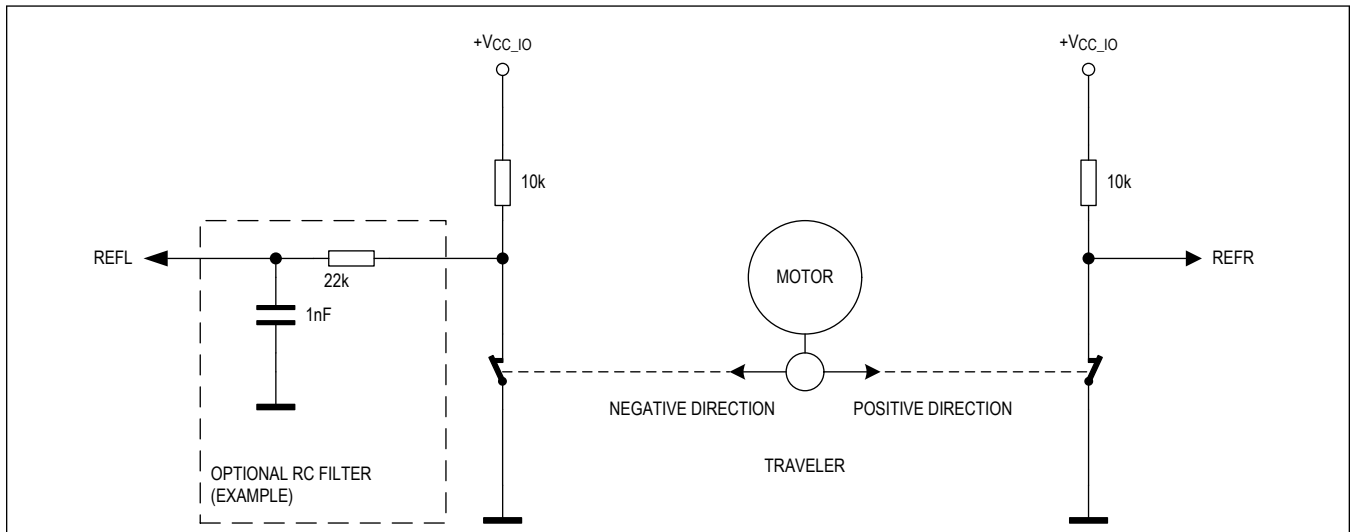 +VCC_IO
+VCC_IO
10k
10k
REFL
22k
1nF
MOTOR
REFR
NEGATIVE DIRECTION
POSITIVE DIRECTION
TRAVELER
OPTIONAL RC FILTER
(EXAMPLE)